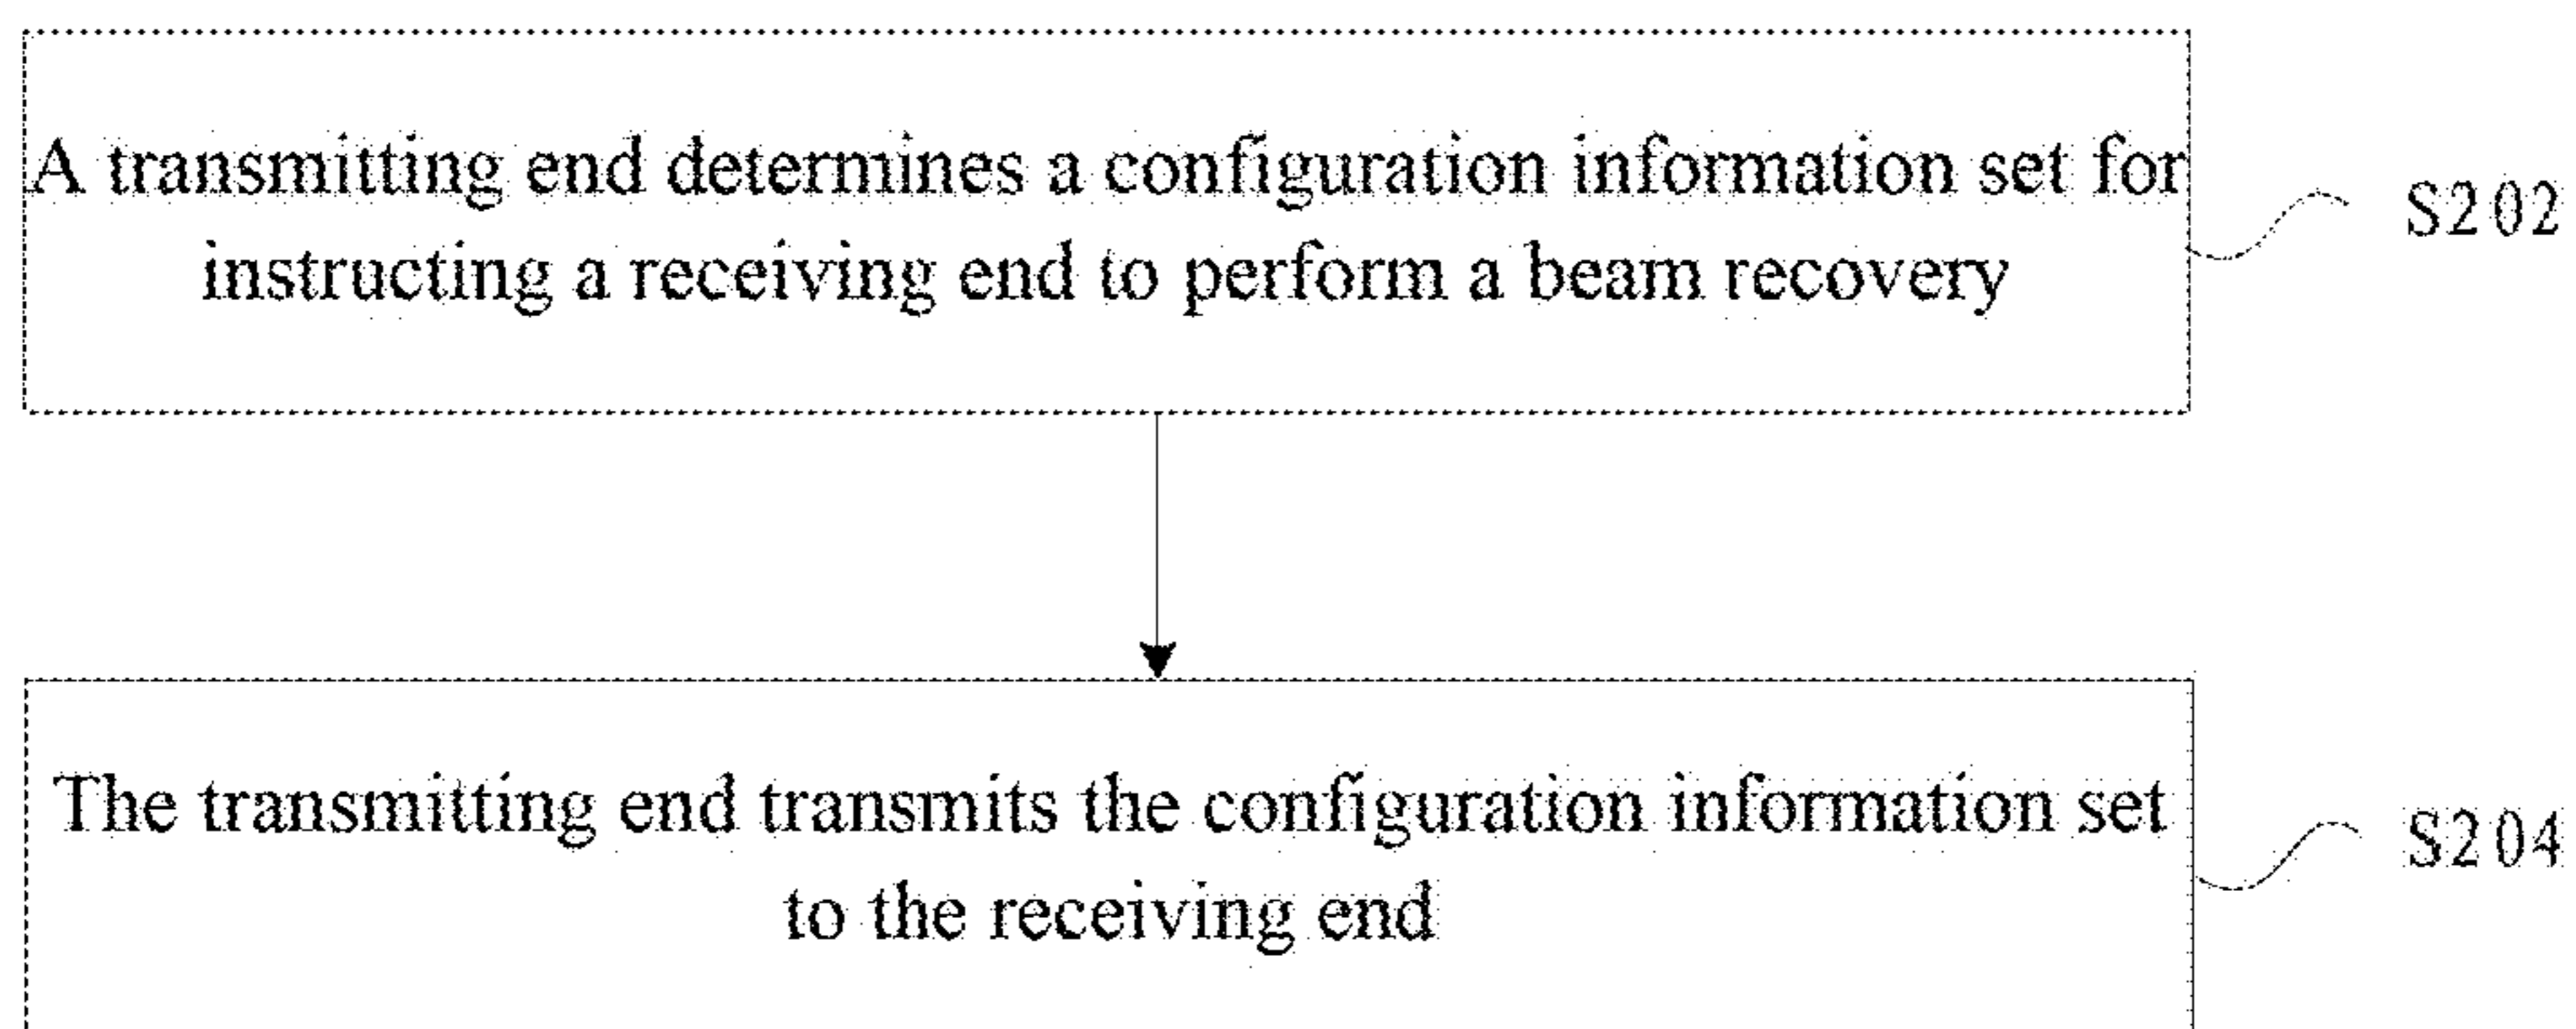 A transmitting end determines a configuration information set for
instructing a receiving end to perform a beam recovery
S202
The transmitting end transmits the configuration information set
to the receiving end
S204